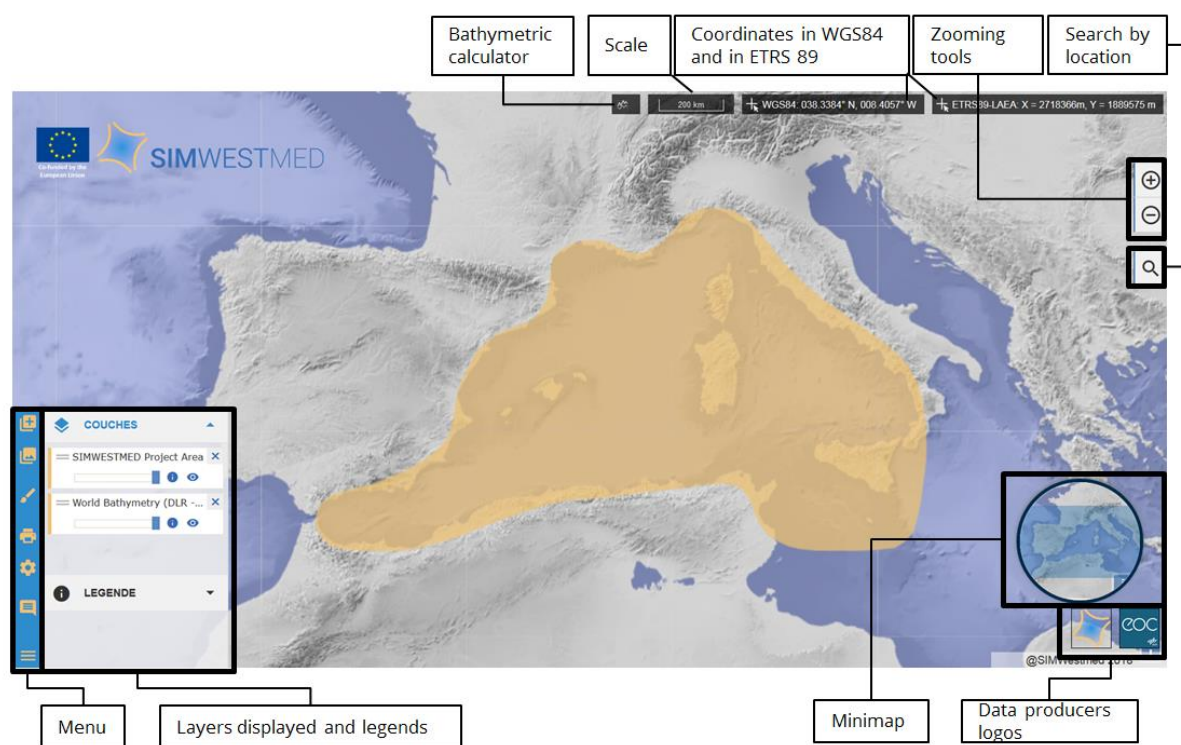 Bathymetric
calculator
Scale
Coordinates in WGS84
and in ETRS 89
Zooming
tools
Search by
location
200 km
WGS84: 038.3384° N, 008.4057° W
ETRS89-LAEA: X = 2718366m, Y = 1889575 m
Co-funded by the
European Union
SIMWESTMED
COUCHES
SIMWESTMED Project Area
World Bathymetry (DLR -...
LEGENDE
eoc
@SIMWestmed 2018
Menu
Layers displayed and legends
Minimap
Data producers
logos